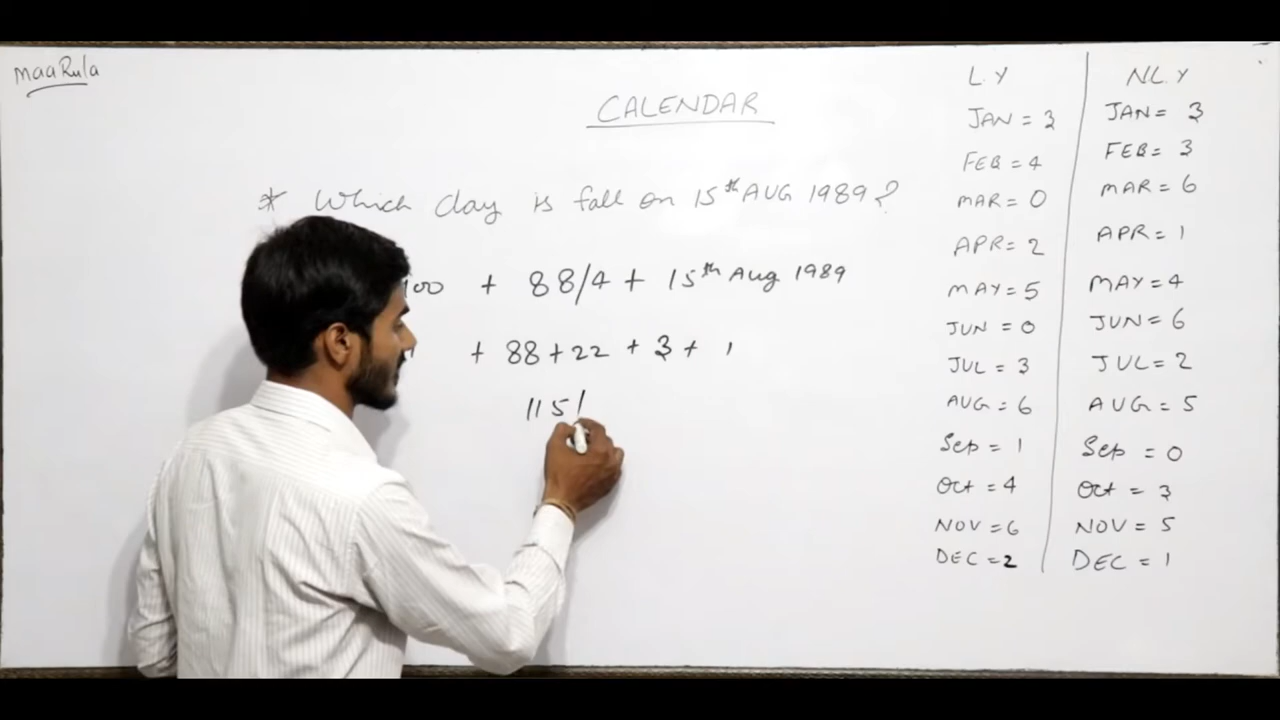 maaRula
CALENDAR
* Which day is fall on 15th AUG 1989?
100 + 88/4 + 15th Aug 1989
+ 88+22 + 3 + 1
115/
L.Y
JAN = 3
FEB = 4
MAR = 0
APR = 2
MAY = 5
JUN = 0
JUL = 3
AUG = 6
Sep = 1
Oct = 4
NOV = 6
DEC = 2
NL.Y
JAN = 3
FEB = 3
MAR = 6
APR = 1
MAY = 4
JUN = 6
JUL = 2
AUG = 5
Sep = 0
Oct = 3
NOV = 5
DEC = 1